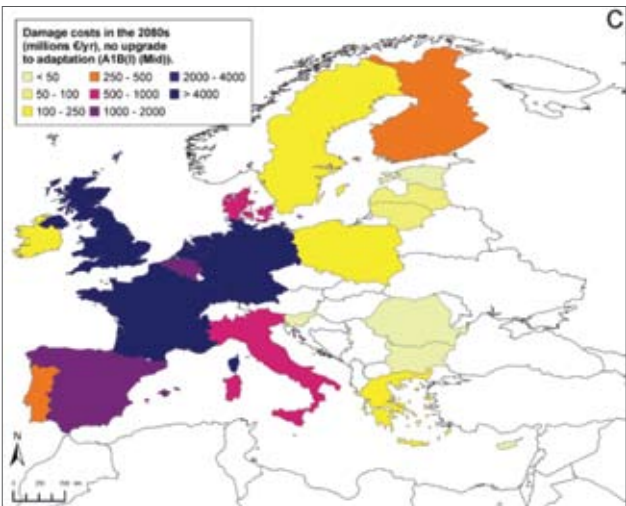 C
Damage costs in the 2080s
(millions €/yr), no upgrade
to adaptation (A1B(I) (Mid)).
< 50
250 - 500
2000 - 4000
50 - 100
500 - 1000
> 4000
100 - 250
1000 - 2000
N
0